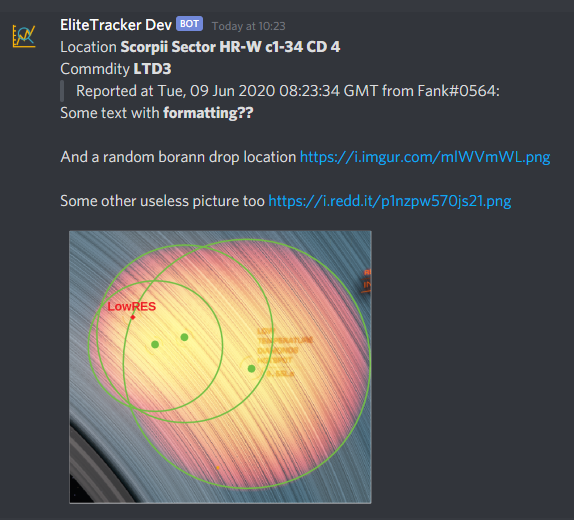 EliteTracker Dev BOT Today at 10:23
Location Scorpii Sector HR-W c1-34 CD 4
Commdity LTD3
Reported at Tue, 09 Jun 2020 08:23:34 GMT from Fank#0564:
Some text with formatting??
And a random borann drop location https://i.imgur.com/mlWVmWL.png
Some other useless picture too https://i.redd.it/p1nzpw570js21.png
LowRES